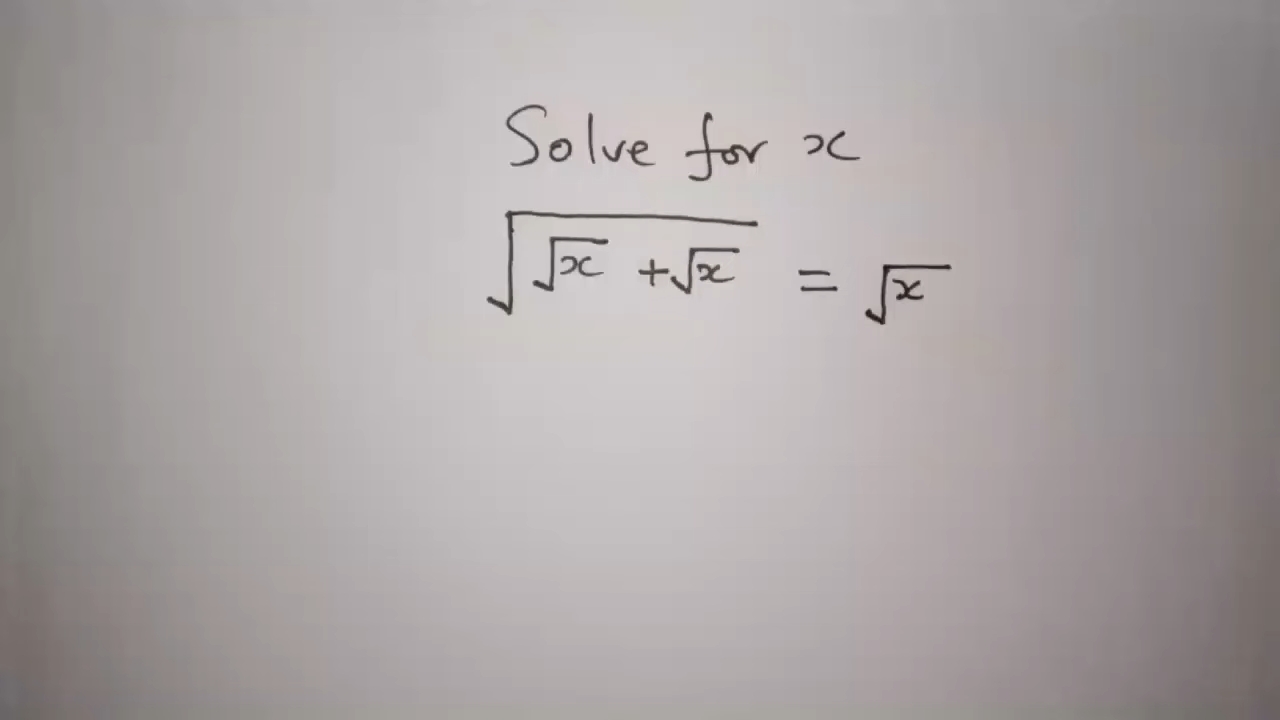 Solve for x
√(√x + √x) = √x